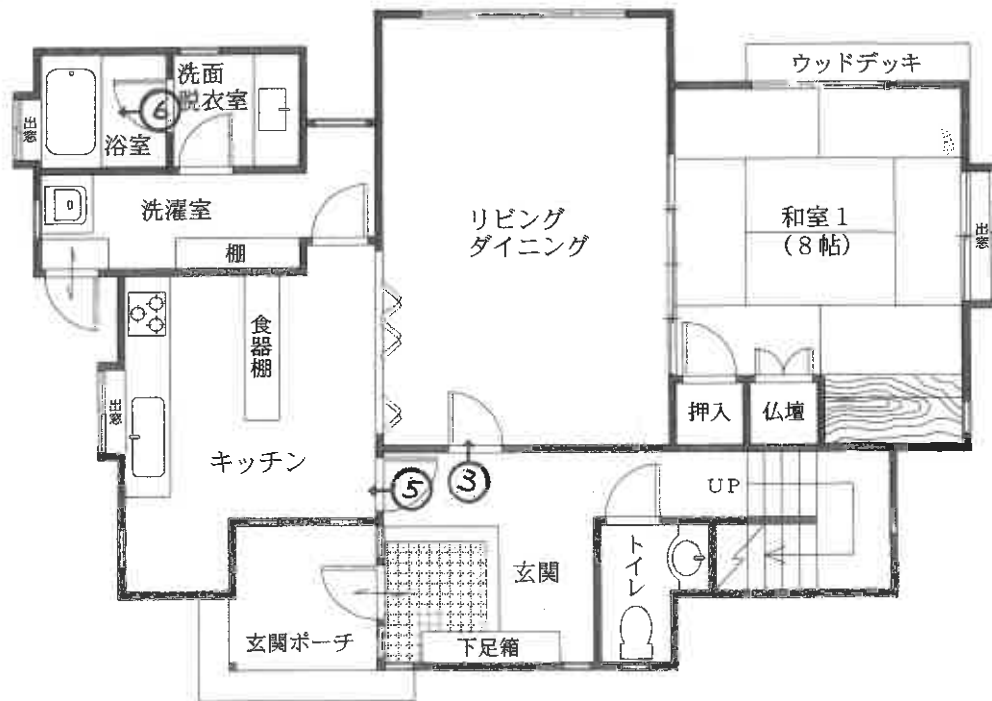 ウッドデッキ
洗面
脱衣室
⑥
出窓
浴室
洗濯室
棚
リビング
ダイニング
和室1
(8帖)
出窓
食器棚
出窓
押入
仏壇
キッチン
⑤
③
UP
トイレ
玄関
玄関ポーチ
下足箱